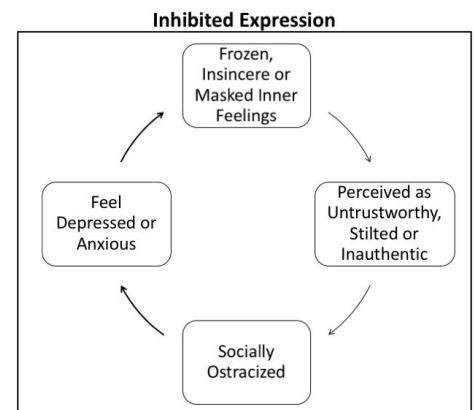 Inhibited Expression
Frozen,
Insincere or
Masked Inner
Feelings
Perceived as
Untrustworthy,
Stilted or
Inauthentic
Socially
Ostracized
Feel
Depressed or
Anxious